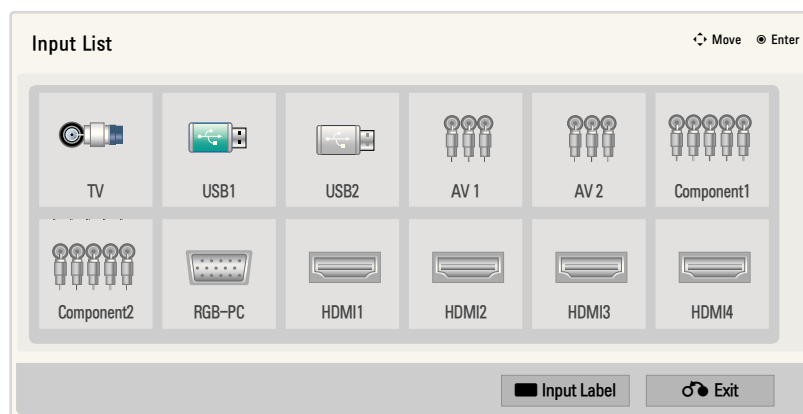 Input List
Move Enter
TV USB1 USB2 AV 1 AV 2 Component1
Component2 RGB-PC HDMI1 HDMI2 HDMI3 HDMI4
Input Label Exit